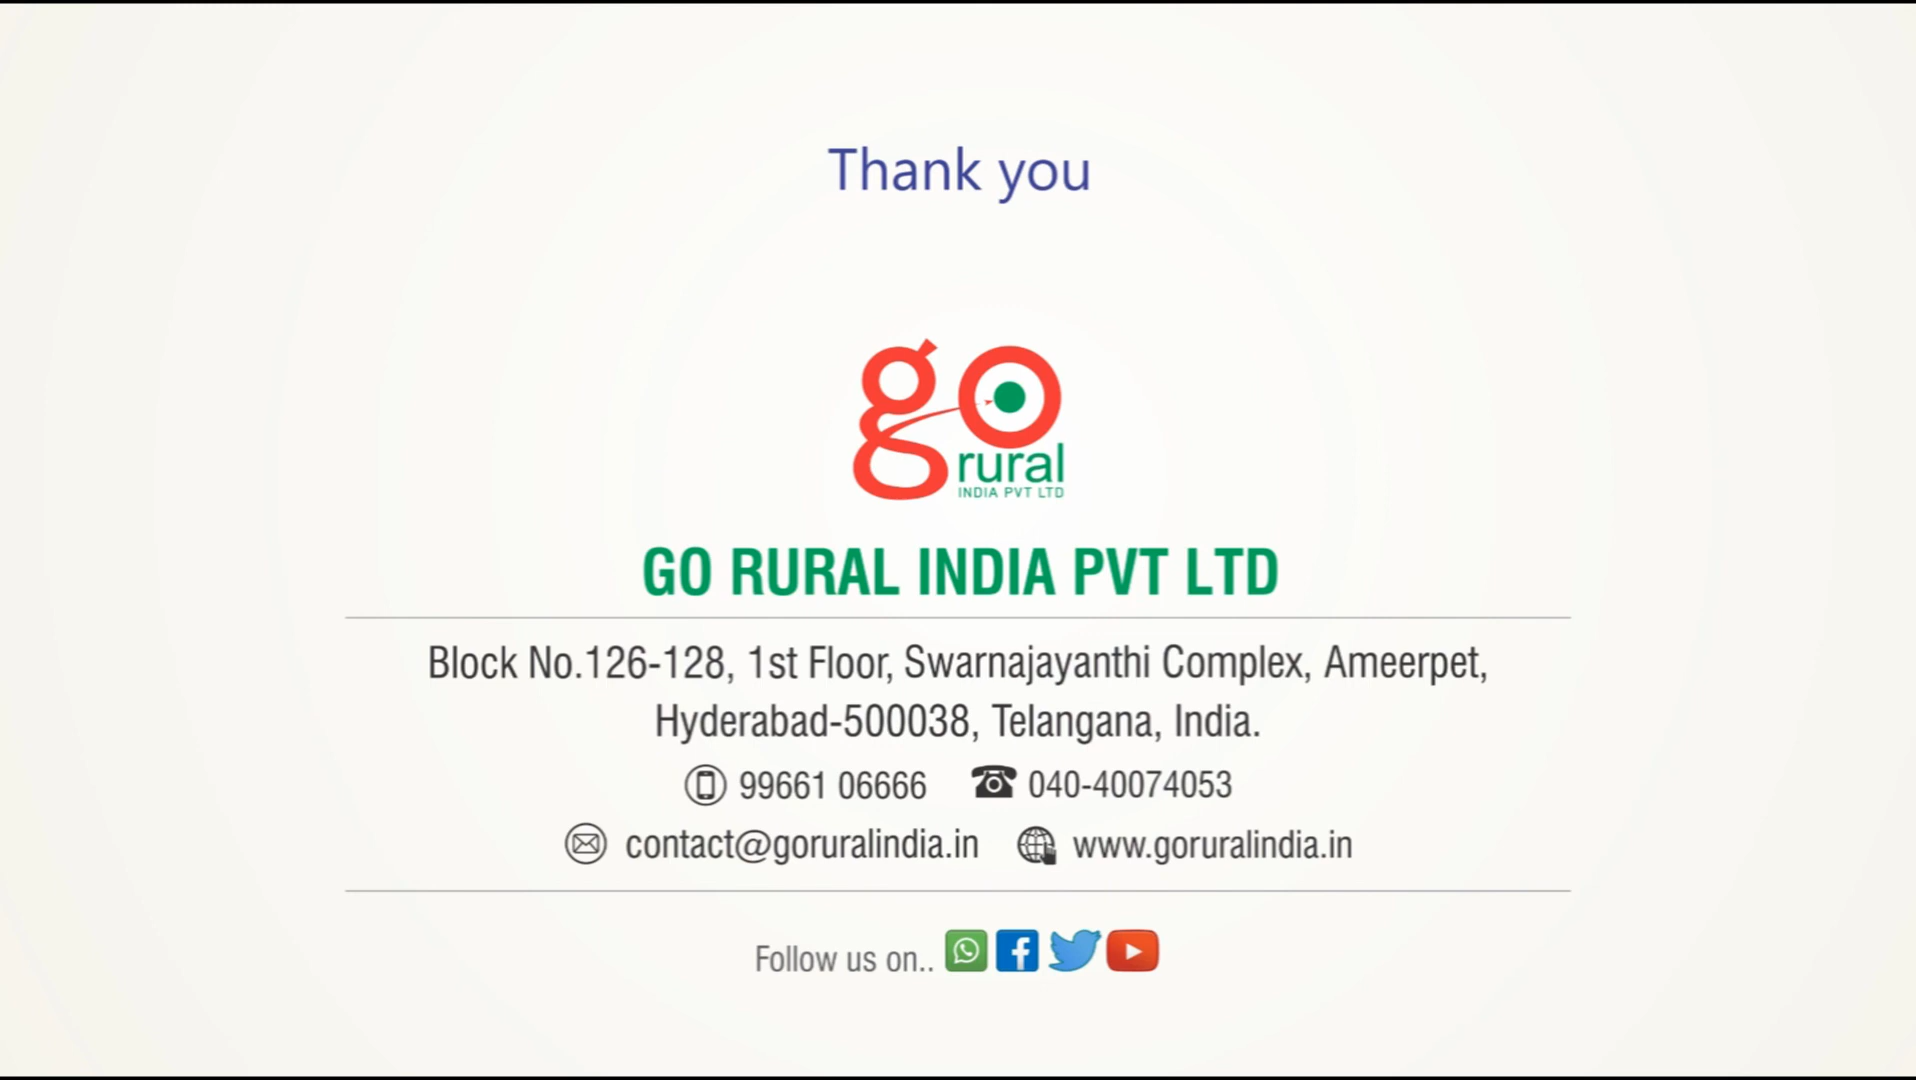 Thank you
go
rural
INDIA PVT LTD
GO RURAL INDIA PVT LTD
Block No.126-128, 1st Floor, Swarnajayanthi Complex, Ameerpet,
Hyderabad-500038, Telangana, India.
99661 06666 040-40074053
contact@goruralindia.in www.goruralindia.in
Follow us on..